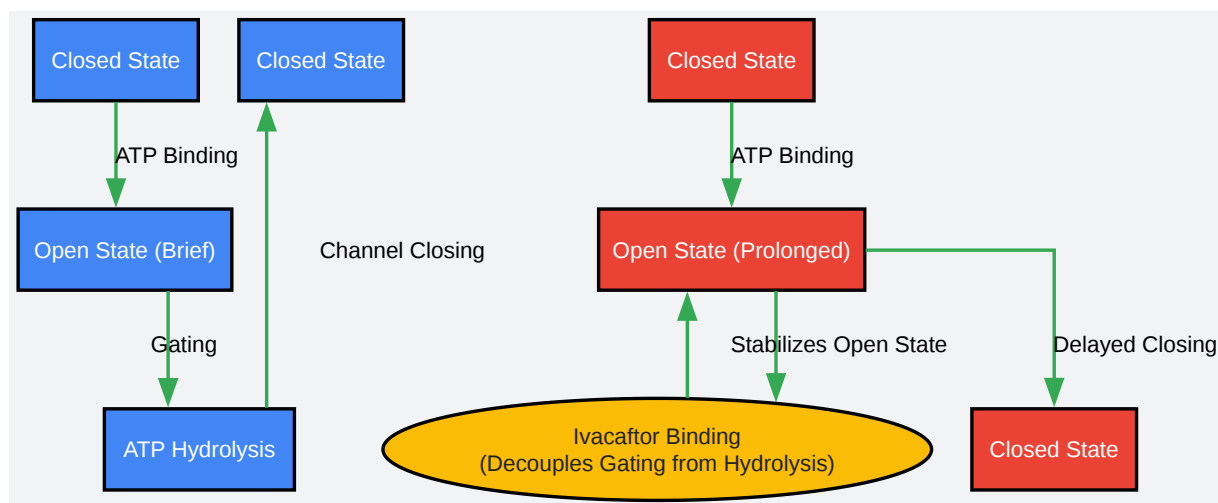 Closed State
Closed State
Closed State
ATP Binding
ATP Binding
Open State (Brief)
Channel Closing
Open State (Prolonged)
Gating
Stabilizes Open State
Delayed Closing
ATP Hydrolysis
Ivacaftor Binding
(Decouples Gating from Hydrolysis)
Closed State